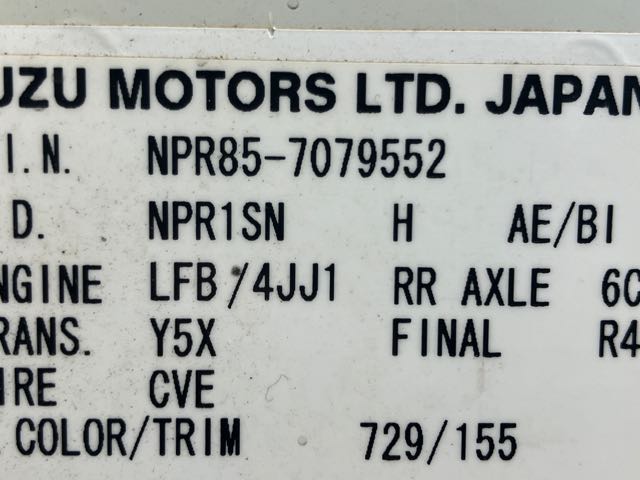 UZU MOTORS LTD. JAPAN
I.N. NPR85-7079552
D. NPR1SN H AE/BI
NGINE LFB/4JJ1 RR AXLE 6C
RANS. Y5X FINAL R4
IRE CVE
COLOR/TRIM 729/155